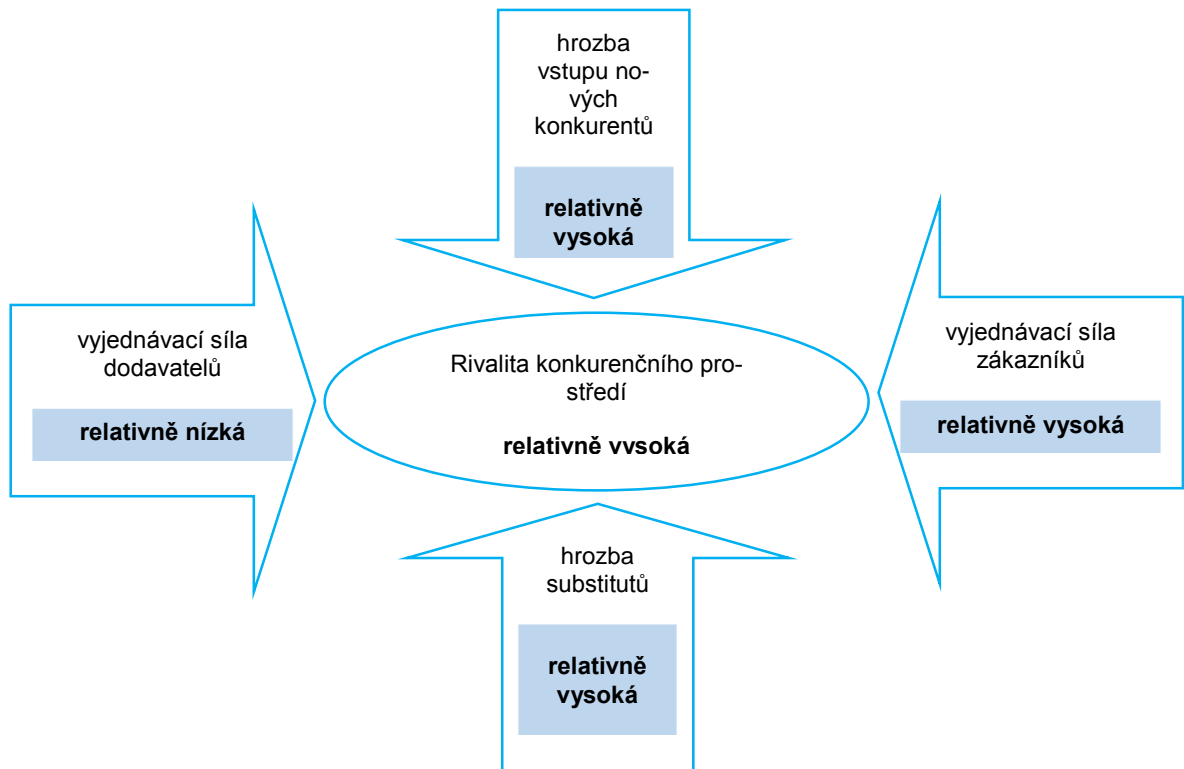 hrozba
vstupu no-
vých
konkurentů
relativně
vysoká
vyjednávací síla
dodavatelů
relativně nízká
Rivalita konkurenčního pro-
středí
relativně vvsoká
vyjednávací síla
zákazníků
relativně vysoká
hrozba
substitutů
relativně
vysoká